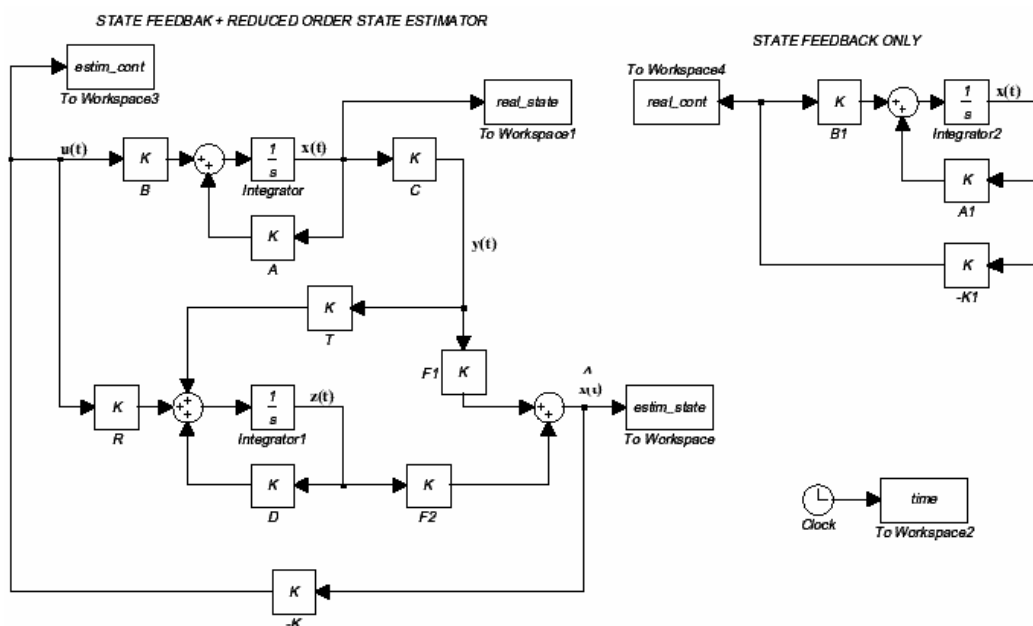 STATE FEEDBAK + REDUCED ORDER STATE ESTIMATOR
estim_cont
To Workspace3
real_state
To Workspace1
u(t)
K
B
+
+
1
s
Integrator
x(t)
K
C
K
A
y(t)
K
T
K
F1
K
R
+
+
+
1
s
Integrator1
z(t)
K
D
K
F2
+
+
^
x(t)
estim_state
To Workspace
K
-K
STATE FEEDBACK ONLY
To Workspace4
real_cont
K
B1
+
+
1
s
Integrator2
x(t)
K
A1
K
-K1
Clock
time
To Workspace2